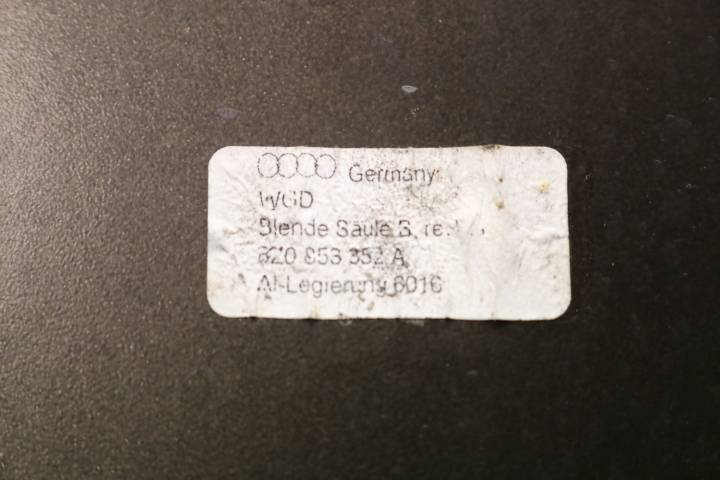 Germany
WGD
Blende Säule B,
8Z0 853 352 A
Al-Legierung 6016